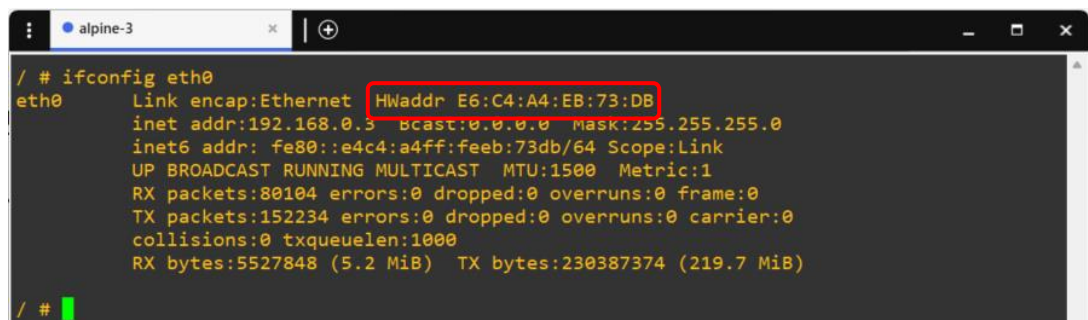 alpine-3
/ # ifconfig eth0
eth0 Link encap:Ethernet HWaddr E6:C4:A4:EB:73:DB
inet addr:192.168.0.3 Bcast:0.0.0.0 Mask:255.255.255.0
inet6 addr: fe80::e4c4:a4ff:feeb:73db/64 Scope:Link
UP BROADCAST RUNNING MULTICAST MTU:1500 Metric:1
RX packets:80104 errors:0 dropped:0 overruns:0 frame:0
TX packets:152234 errors:0 dropped:0 overruns:0 carrier:0
collisions:0 txqueuelen:1000
RX bytes:5527848 (5.2 MiB) TX bytes:230387374 (219.7 MiB)
/ #